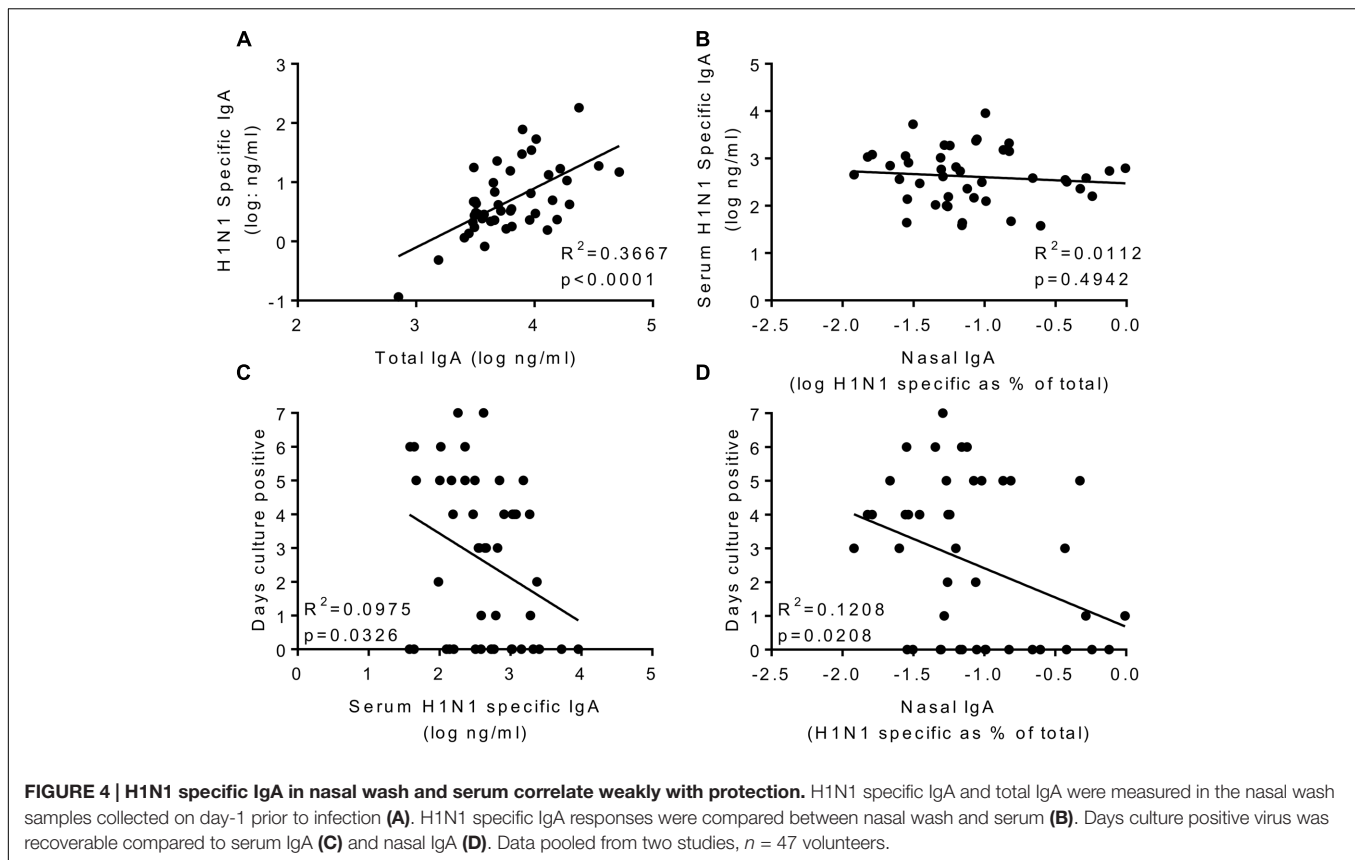 A
H1N1 Specific IgA
(log:: ng/ml)
3
2
1
0
-1
2
3
4
5
R²=0.3667
p<0.0001
Total IgA (log ng/ml)
B
Serum H1N1 Specific IgA
(log ng/ml)
5
4
3
2
1
0
-2.5
-2.0
-1.5
-1.0
-0.5
0.0
R²=0.0112
p=0.4942
Nasal IgA
(log H1N1 specific as % of total)
C
Days culture positive
7
6
5
4
3
2
1
0
0
1
2
3
4
5
R²=0.0975
p=0.0326
Serum H1N1 specific IgA
(log ng/ml)
D
Days culture positive
7
6
5
4
3
2
1
0
-2.5
-2.0
-1.5
-1.0
-0.5
0.0
R²=0.1208
p=0.0208
Nasal IgA
(H1N1 specific as % of total)
FIGURE 4 | H1N1 specific IgA in nasal wash and serum correlate weakly with protection. H1N1 specific IgA and total IgA were measured in the nasal wash
samples collected on day-1 prior to infection (A). H1N1 specific IgA responses were compared between nasal wash and serum (B). Days culture positive virus was
recoverable compared to serum IgA (C) and nasal IgA (D). Data pooled from two studies, n = 47 volunteers.